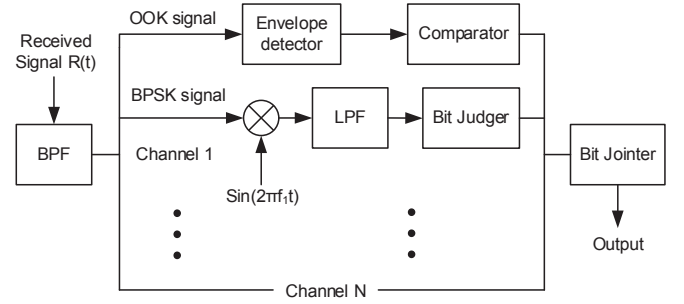 OOK signal
Envelope
detector
Comparator
Received
Signal R(t)
BPSK signal
LPF
Bit Judger
BPF
Channel 1
Bit Jointer
Sin(2πf₁t)
Output
Channel N